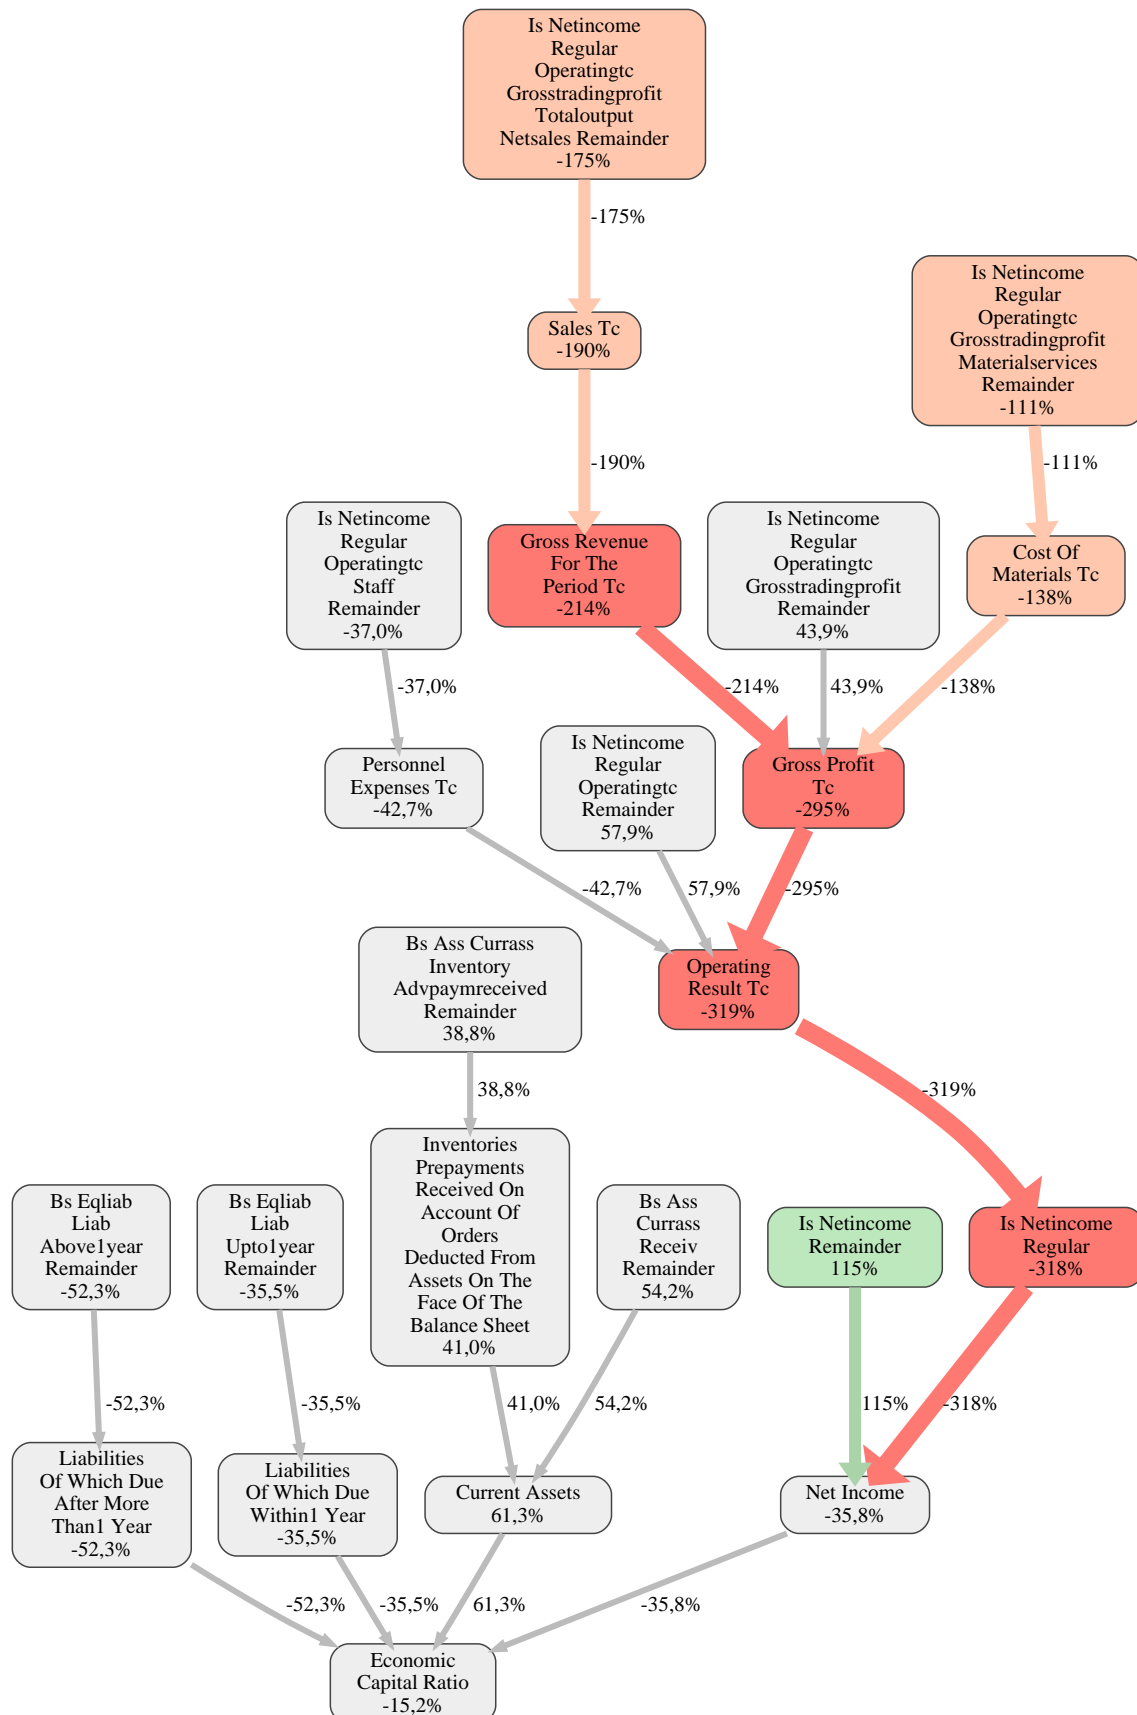 Is Netincome
Regular
Operatingtc
Grosstradingprofit
Totaloutput
Netsales Remainder
-175%
-175%
Is Netincome
Regular
Operatingtc
Grosstradingprofit
Materialservices
Remainder
-111%
Sales Tc
-190%
-190%
-111%
Is Netincome
Regular
Operatingtc
Staff
Remainder
-37,0%
Gross Revenue
For The
Period Tc
-214%
Is Netincome
Regular
Operatingtc
Grosstradingprofit
Remainder
43,9%
Cost Of
Materials Tc
-138%
-37,0%
-214%
43,9%
-138%
Personnel
Expenses Tc
-42,7%
Is Netincome
Regular
Operatingtc
Remainder
57,9%
Gross Profit
Tc
-295%
-42,7%
57,9%
-295%
Bs Ass Currass
Inventory
Advpaymreceived
Remainder
38,8%
Operating
Result Tc
-319%
38,8%
-319%
Inventories
Prepayments
Received On
Account Of
Orders
Deducted From
Assets On The
Face Of The
Balance Sheet
41,0%
Bs Eqliab
Liab
Above1year
Remainder
-52,3%
Bs Eqliab
Liab
Upto1year
Remainder
-35,5%
Bs Ass
Currass
Receiv
Remainder
54,2%
Is Netincome
Remainder
115%
Is Netincome
Regular
-318%
-52,3%
-35,5%
41,0%
54,2%
115%
-318%
Liabilities
Of Which Due
After More
Than1 Year
-52,3%
Liabilities
Of Which Due
Within1 Year
-35,5%
Current Assets
61,3%
Net Income
-35,8%
-52,3%
-35,5%
61,3%
-35,8%
Economic
Capital Ratio
-15,2%